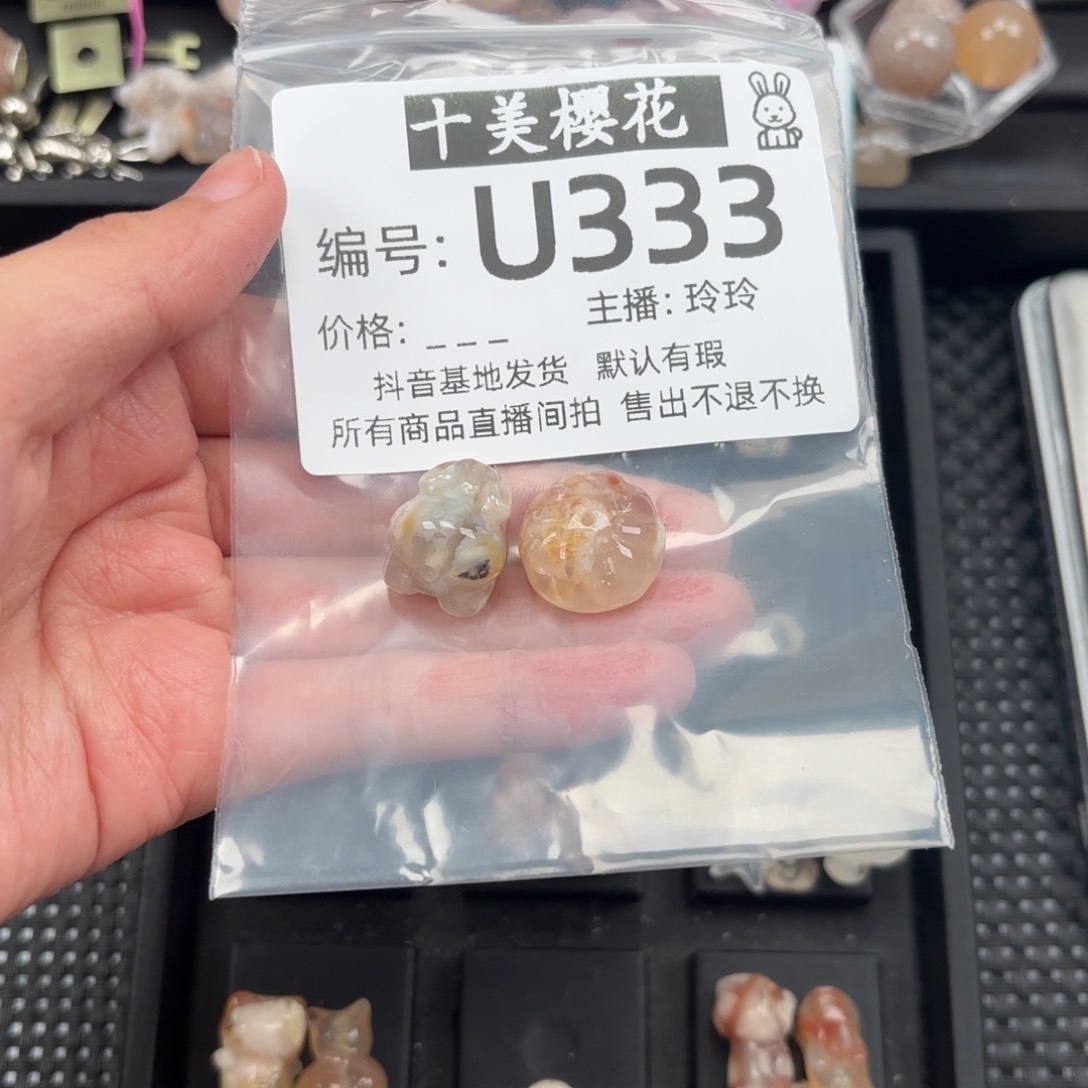 十美樱花
编号: U333
价格: _ _ _ 主播: 玲玲
抖音基地发货 默认有瑕
所有商品直播间拍 售出不退不换